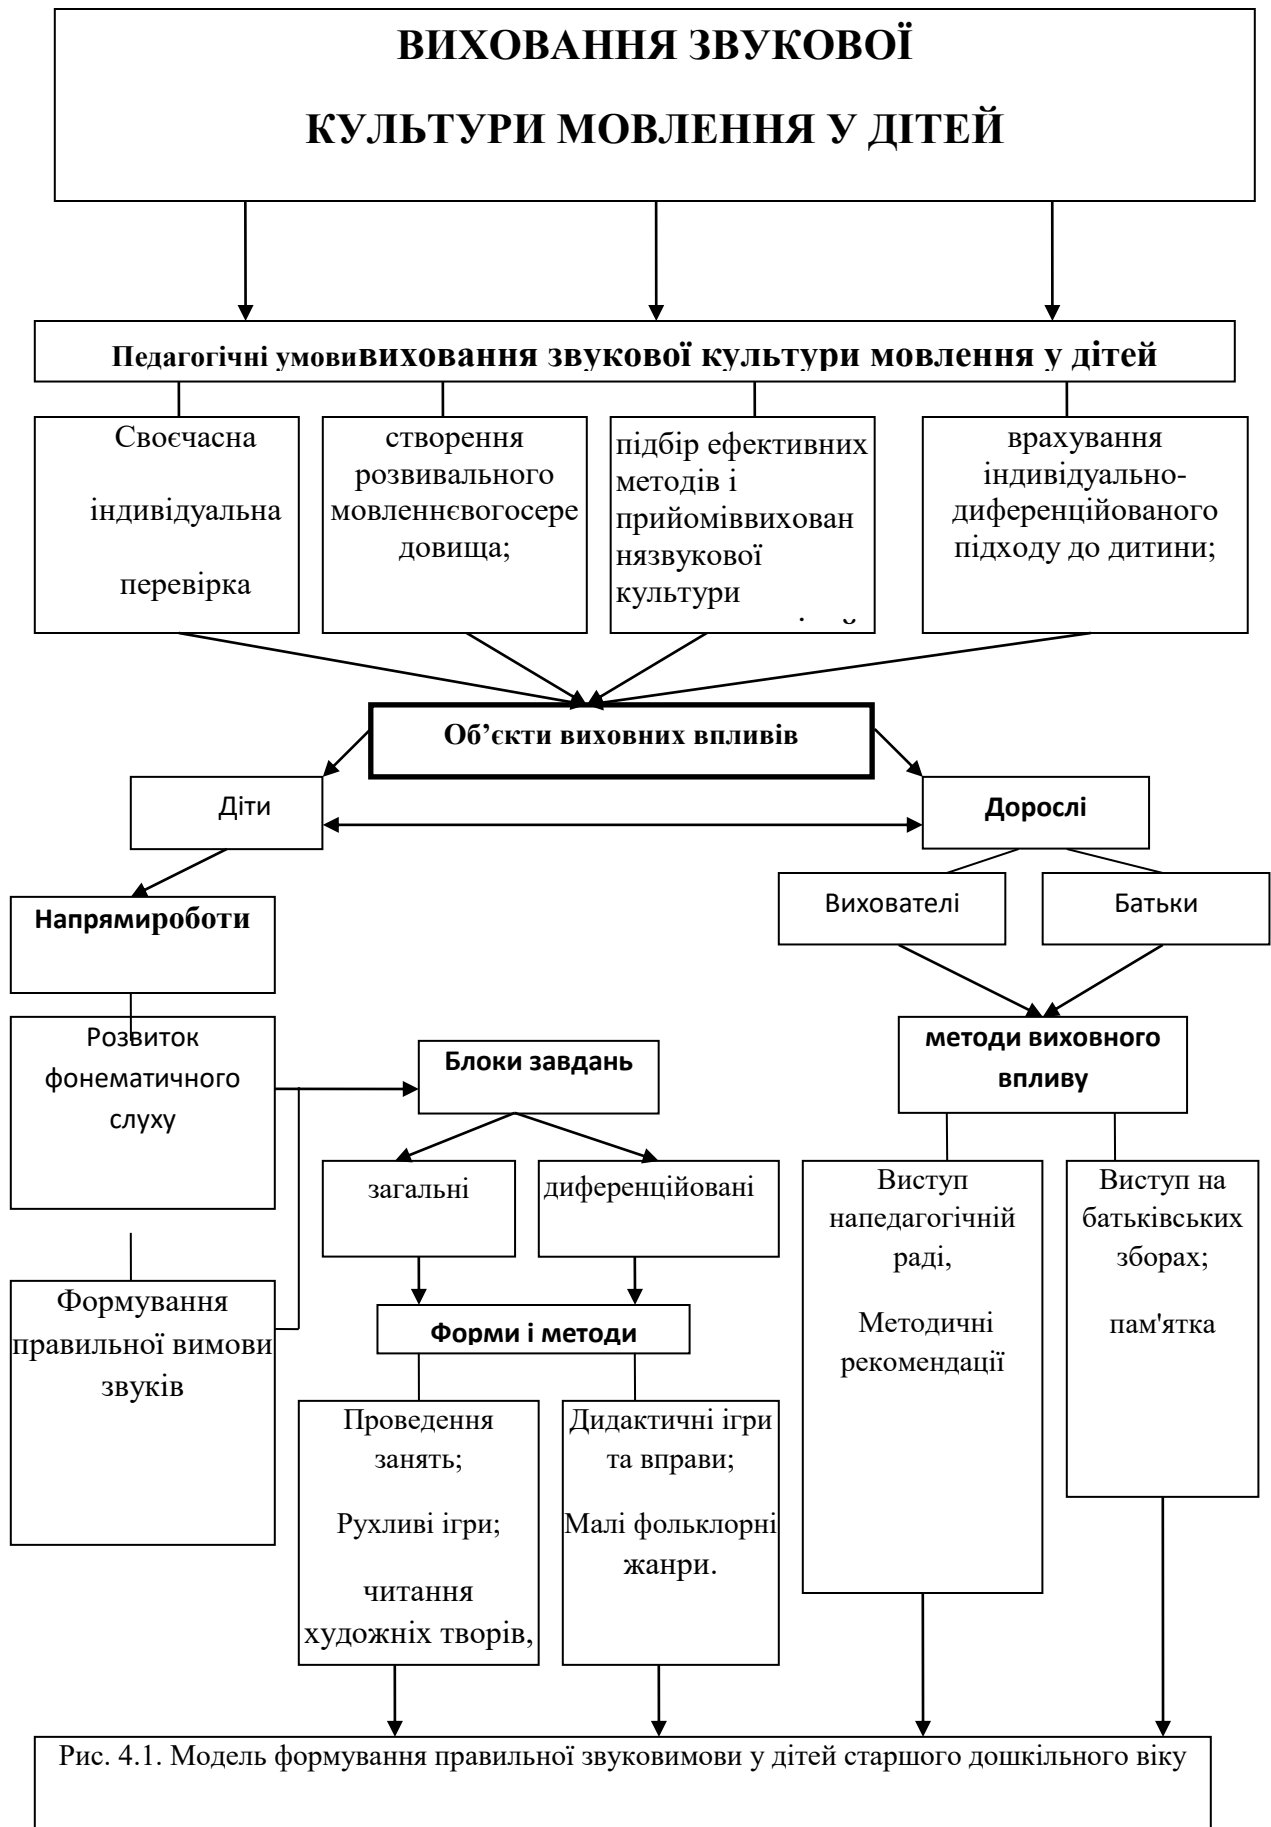 ВИХОВАННЯ ЗВУКОВОЇ
КУЛЬТУРИ МОВЛЕННЯ У ДІТЕЙ
Педагогічні умовивиховання звукової культури мовлення у дітей
Своєчасна
індивідуальна
перевірка
створення
розвивального
мовленнєвогосере
довища;
підбір ефективних
методів і
прийоміввихован
нязвукової
культури
врахування
індивідуально-
диференційованого
підходу до дитини;
Об’єкти виховних впливів
Діти
Дорослі
Вихователі
Батьки
Напрямироботи
Розвиток
фонематичного
слуху
Формування
правильної вимови
звуків
Блоки завдань
загальні
диференційовані
Форми і методи
Проведення
занять;
Рухливі ігри;
читання
художніх творів,
Дидактичні ігри
та вправи;
Малі фольклорні
жанри.
методи виховного
впливу
Виступ
напедагогічній
раді,
Методичні
рекомендації
Виступ на
батьківських
зборах;
пам'ятка
Рис. 4.1. Модель формування правильної звуковимови у дітей старшого дошкільного віку